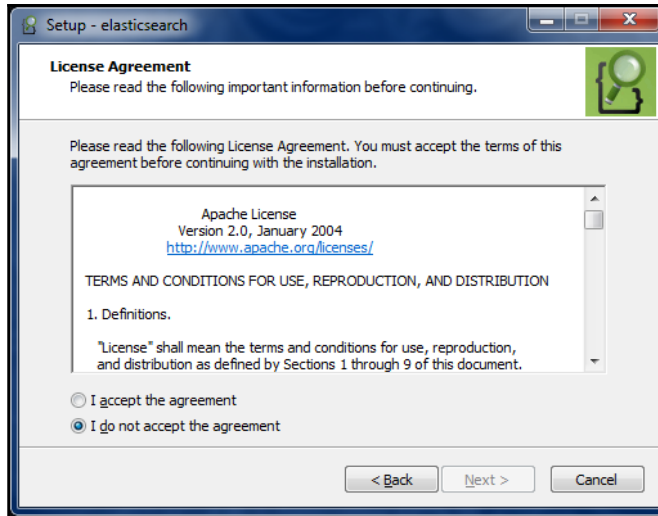 Setup - elasticsearch
License Agreement
Please read the following important information before continuing.
Please read the following License Agreement. You must accept the terms of this
agreement before continuing with the installation.
Apache License
Version 2.0, January 2004
http://www.apache.org/licenses/
TERMS AND CONDITIONS FOR USE, REPRODUCTION, AND DISTRIBUTION
1. Definitions.
"License" shall mean the terms and conditions for use, reproduction,
and distribution as defined by Sections 1 through 9 of this document.
I accept the agreement
I do not accept the agreement
< Back Next > Cancel